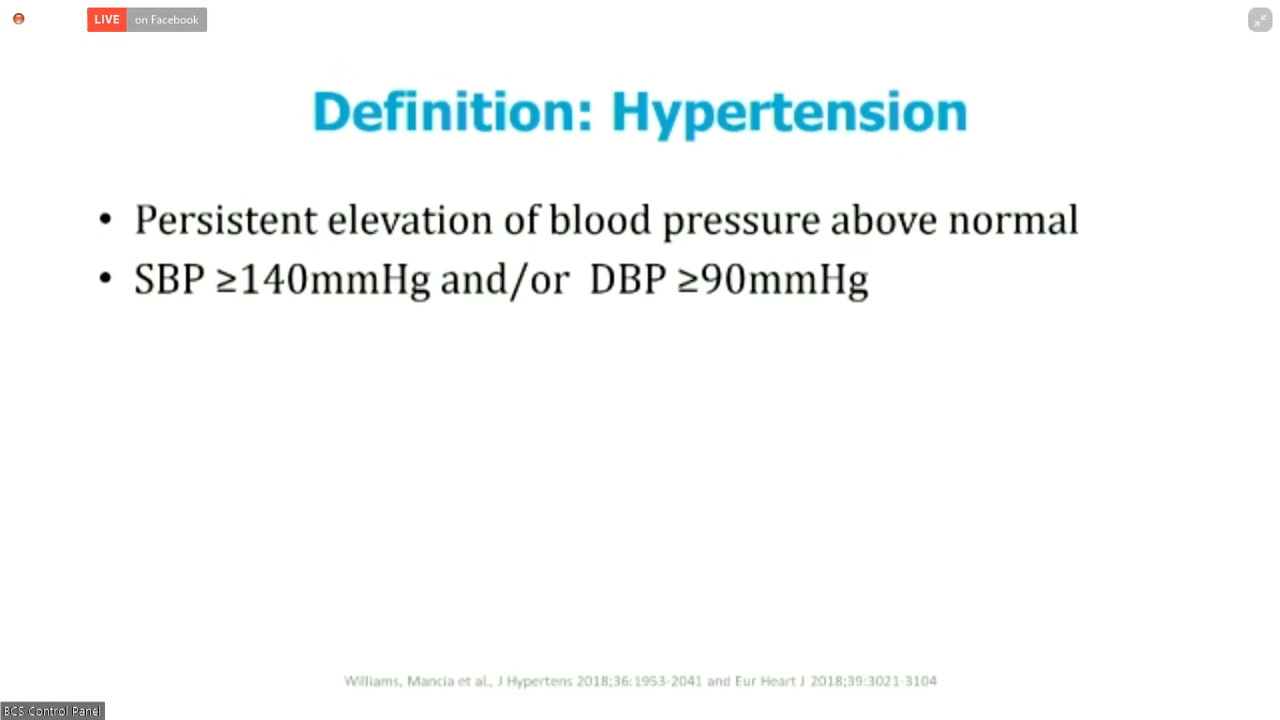 LIVE on Facebook
Definition: Hypertension
• Persistent elevation of blood pressure above normal
• SBP ≥140mmHg and/or DBP ≥90mmHg
Williams, Mancia et al., J Hypertens 2018;36:1953-2041 and Eur Heart J 2018;39:3021-3104
BCS Control Panel